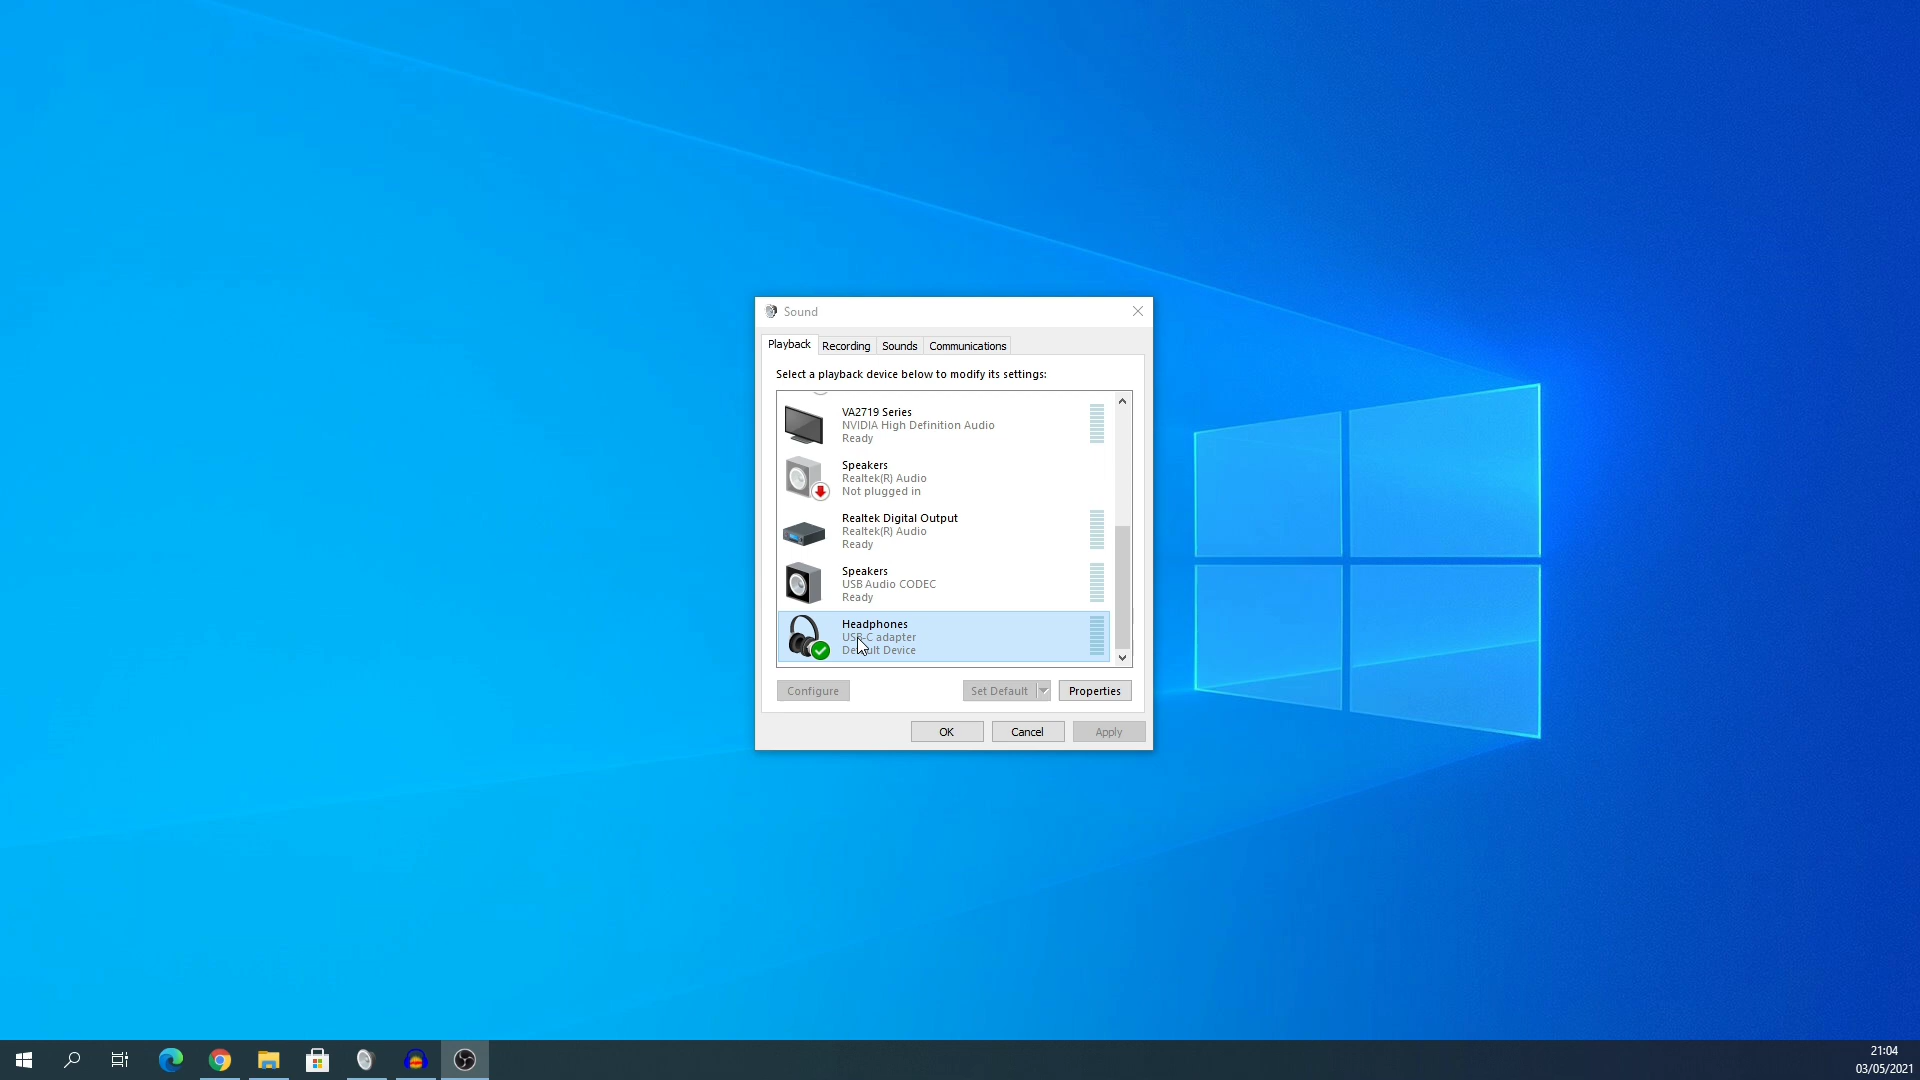 Sound
Playback
Recording
Sounds
Communications
Select a playback device below to modify its settings:
VA2719 Series
NVIDIA High Definition Audio
Ready
Speakers
Realtek(R) Audio
Not plugged in
Realtek Digital Output
Realtek(R) Audio
Ready
Speakers
USB Audio CODEC
Ready
Headphones
USB-C adapter
Default Device
Configure
Set Default
Properties
OK
Cancel
Apply
21:04
03/05/2021